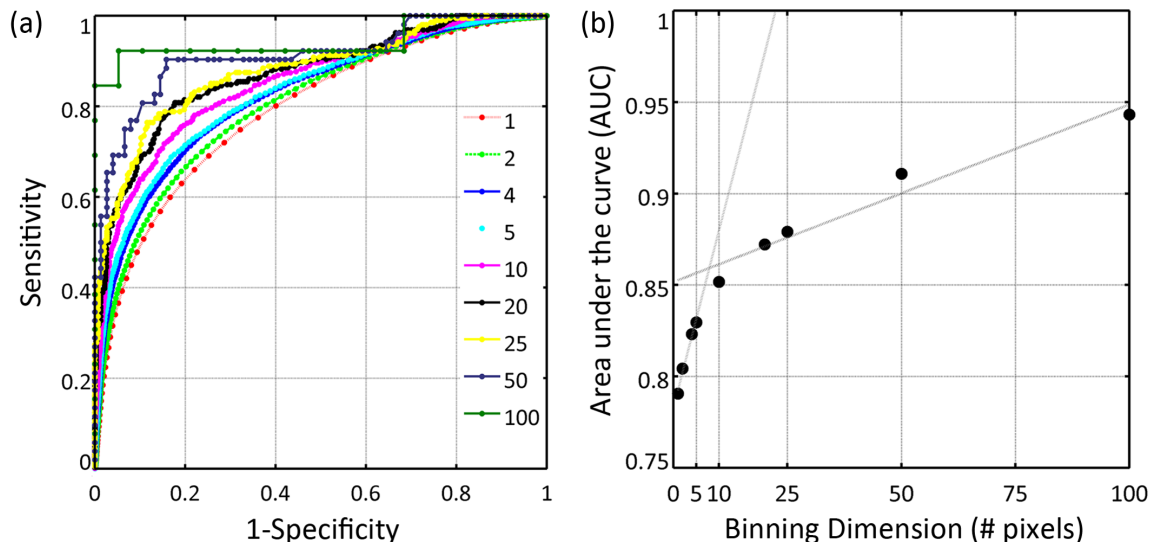 (a)
1
0.8
0.6
0.4
0.2
0
0 0.2 0.4 0.6 0.8 1
Sensitivity
1-Specificity
1
2
4
5
10
20
25
50
100
(b)
1
0.95
0.9
0.85
0.8
0.75
0 5 10 25 50 75 100
Area under the curve (AUC)
Binning Dimension (# pixels)